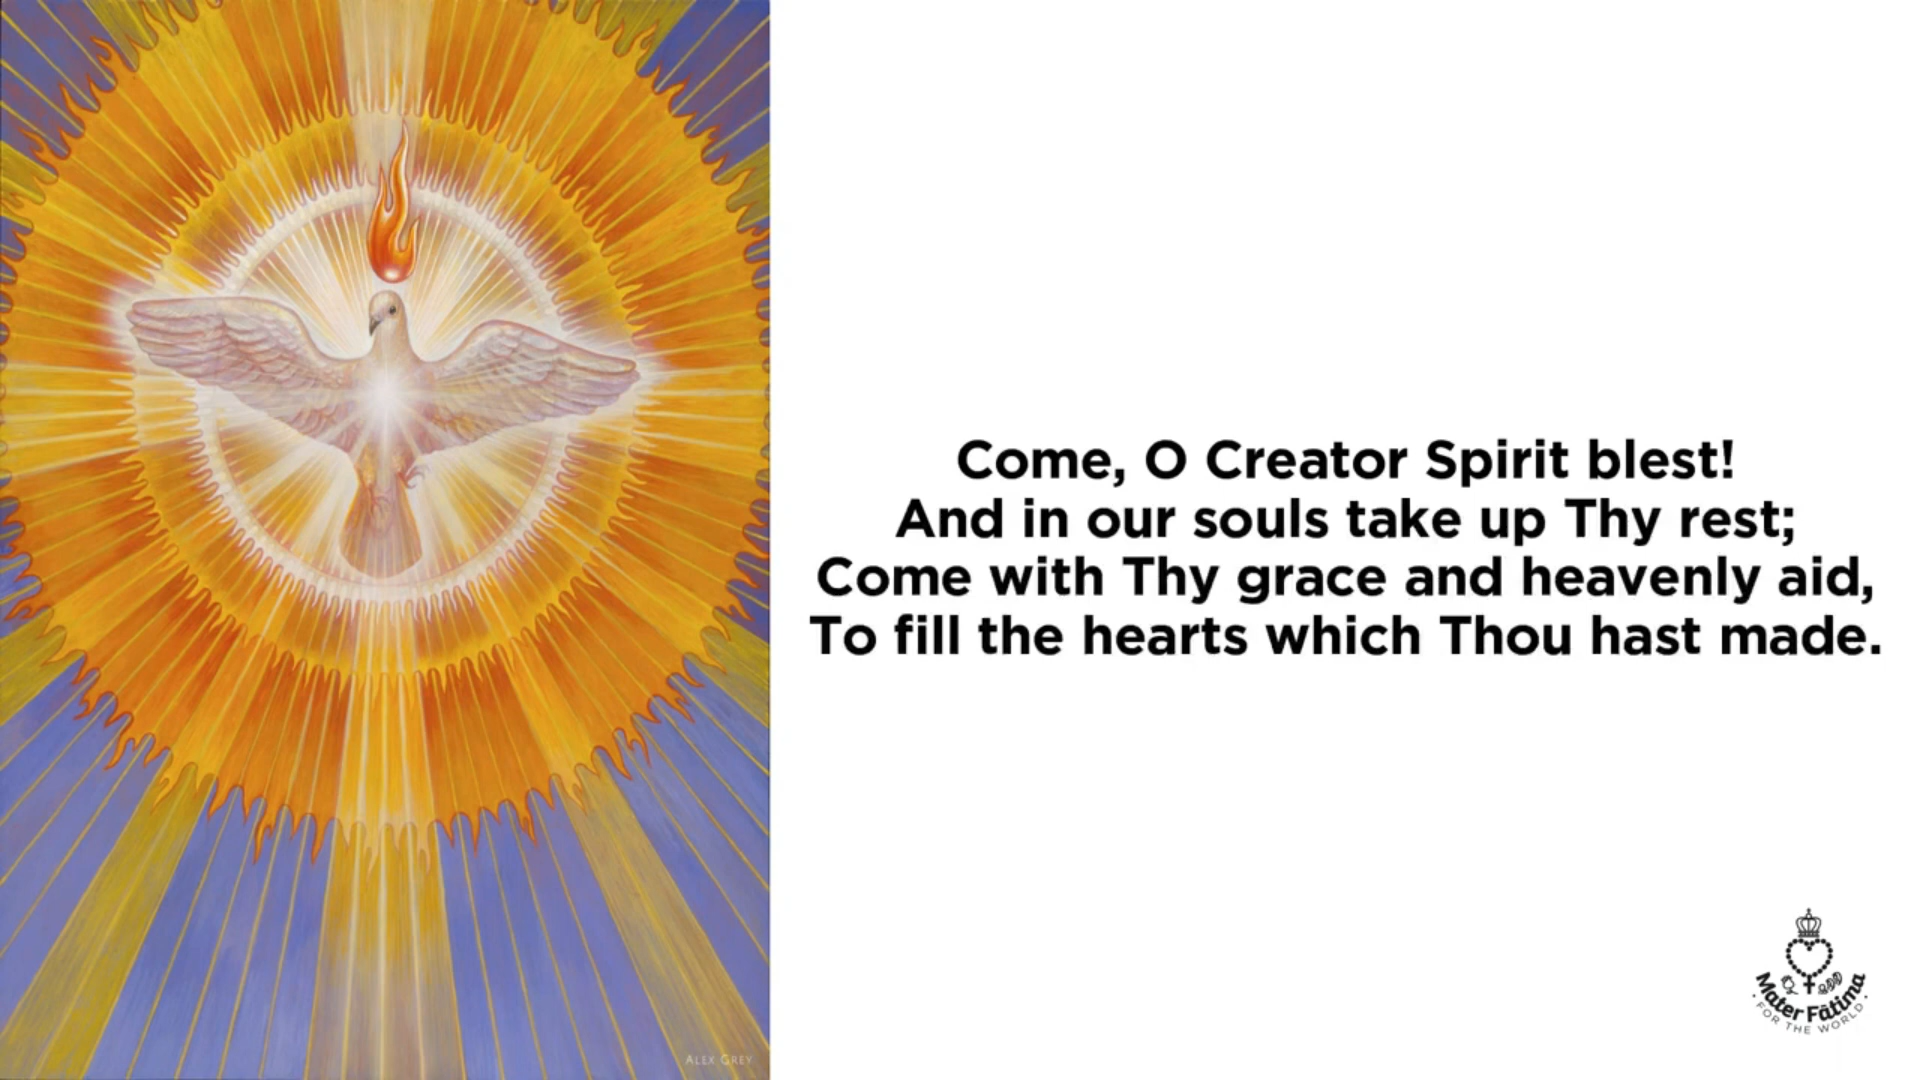 Come, O Creator Spirit blest!
And in our souls take up Thy rest;
Come with Thy grace and heavenly aid,
To fill the hearts which Thou hast made.
ALEX GREY
Mater Fátima
· FOR THE WORLD ·